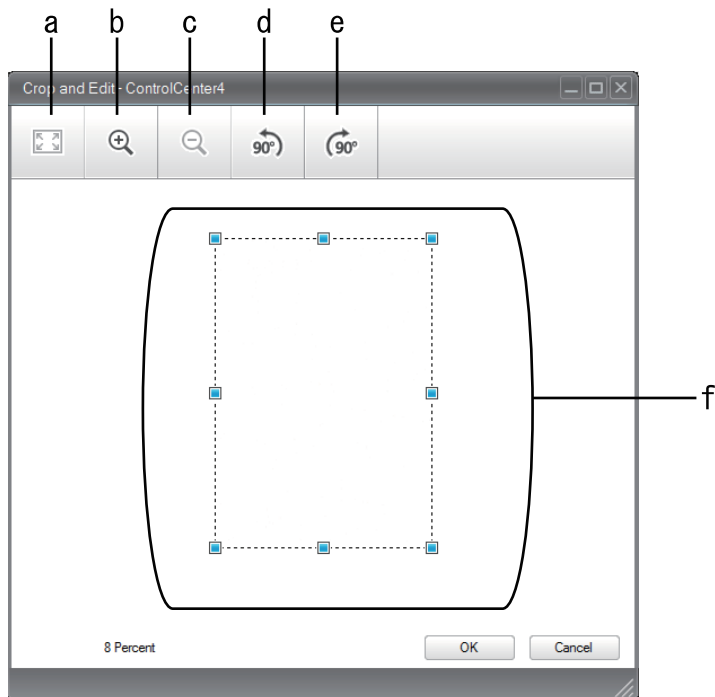 a b c d e
Crop and Edit - ControlCenter4
90° 90°
f
8 Percent OK Cancel